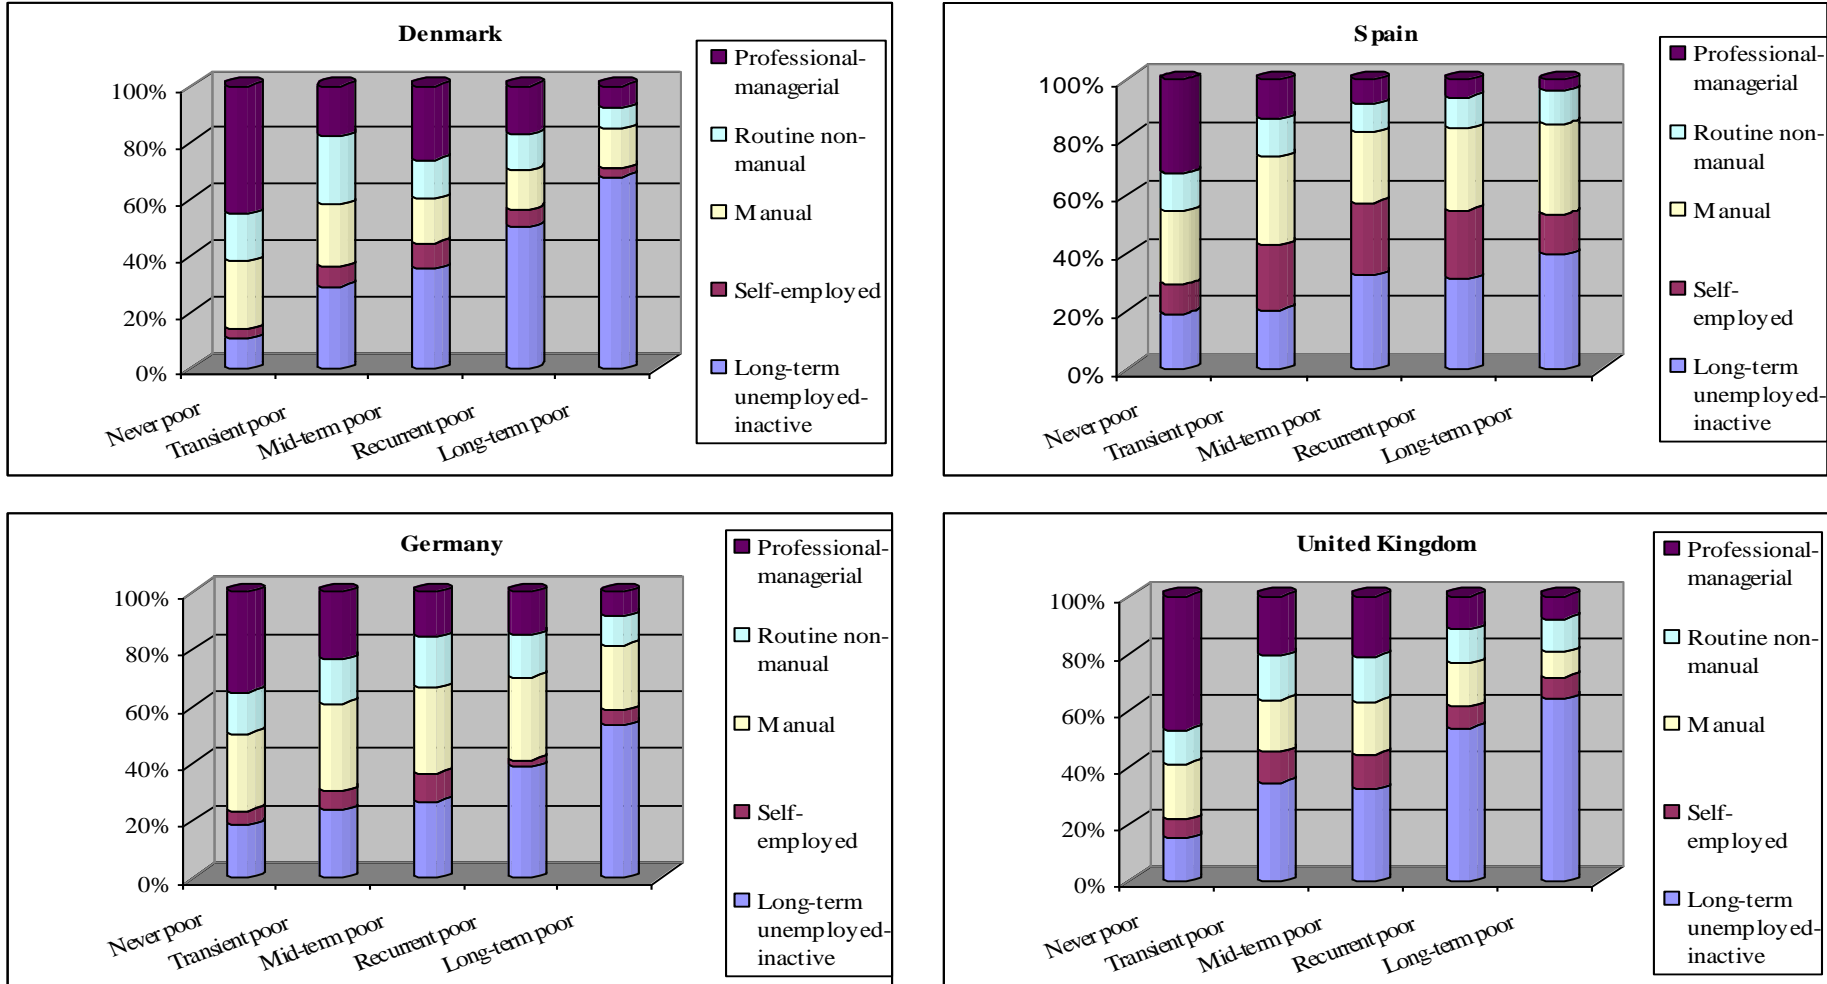 Denmark
100%
80%
60%
40%
20%
0%
Never poor
Transient poor
Mid-term poor
Recurrent poor
Long-term poor
Professional-
managerial
Routine non-
manual
Manual
Self-employed
Long-term
unemployed-
inactive
Spain
100%
80%
60%
40%
20%
0%
Never poor
Transient poor
Mid-term poor
Recurrent poor
Long-term poor
Professional-
managerial
Routine non-
manual
Manual
Self-
employed
Long-term
unemployed-
inactive
Germany
100%
80%
60%
40%
20%
0%
Never poor
Transient poor
Mid-term poor
Recurrent poor
Long-term poor
Professional-
managerial
Routine non-
manual
Manual
Self-
employed
Long-term
unemployed-
inactive
United Kingdom
100%
80%
60%
40%
20%
0%
Never poor
Transient poor
Mid-term poor
Recurrent poor
Long-term poor
Professional-
managerial
Routine non-
manual
Manual
Self-
employed
Long-term
unemployed-
inactive